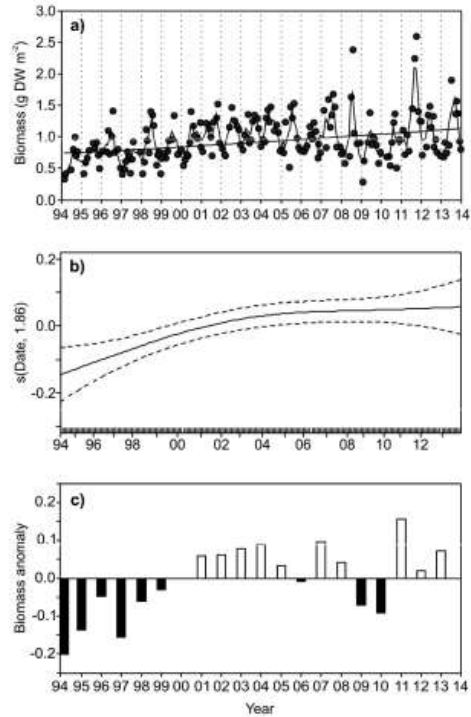 a)
Biomass (g DW m⁻²)
3.0
2.5
2.0
1.5
1.0
0.5
0.0
94 95 96 97 98 99 00 01 02 03 04 05 06 07 08 09 10 11 12 13 14
b)
s(Date, 1.86)
0.2
0.0
-0.2
94 96 98 00 02 04 06 08 10 12
c)
Biomass anomaly
0.2
0.1
0.0
-0.1
-0.2
94 95 96 97 98 99 00 01 02 03 04 05 06 07 08 09 10 11 12 13 14
Year